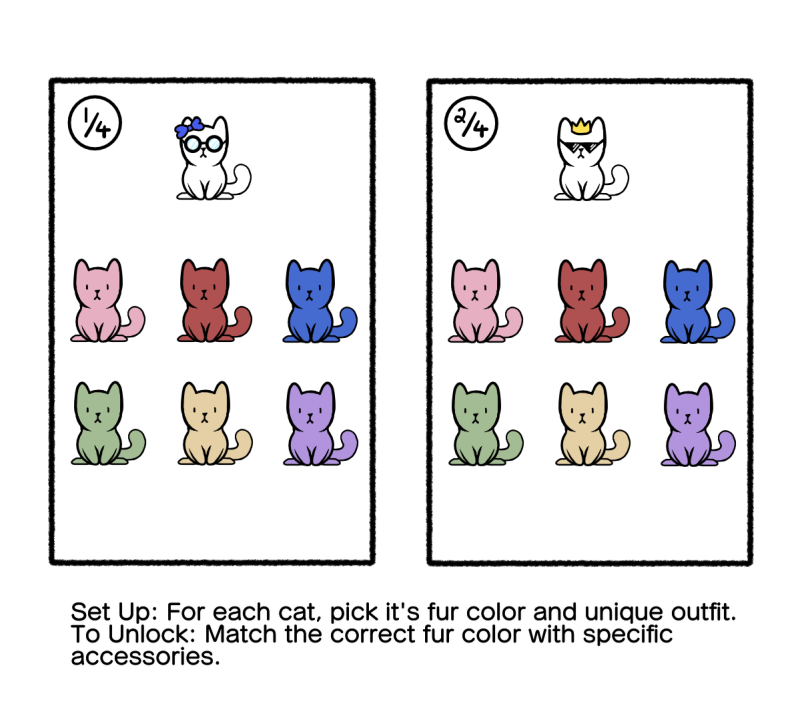 1/4
2/4
Set Up: For each cat, pick it's fur color and unique outfit.
To Unlock: Match the correct fur color with specific
accessories.